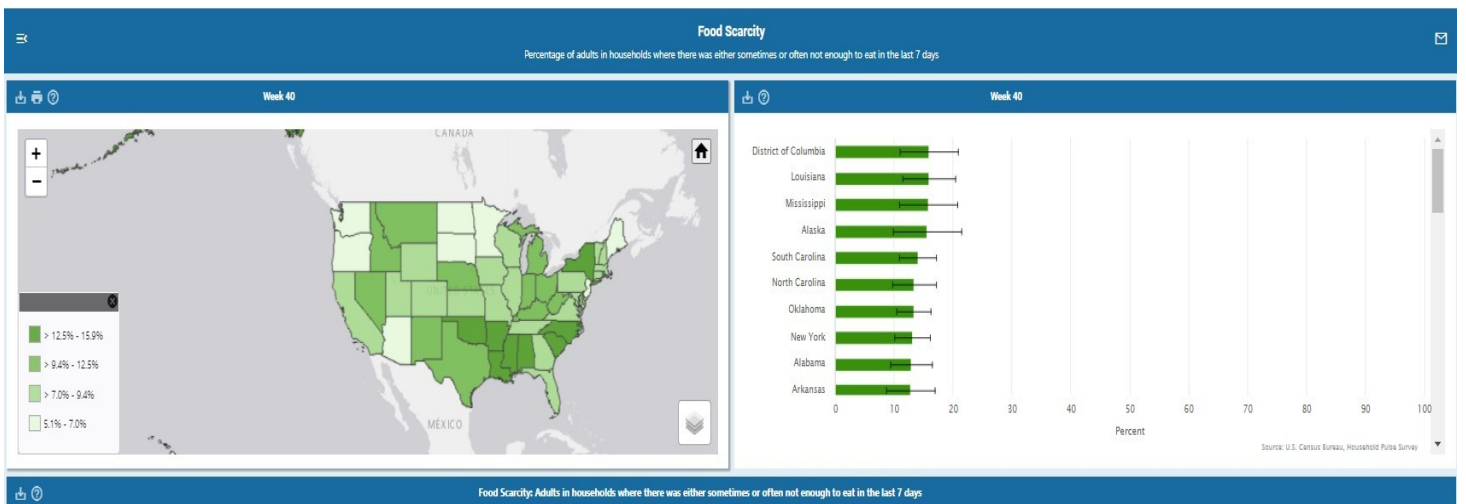 Food Scarcity
Percentage of adults in households where there was either sometimes or often not enough to eat in the last 7 days
Week 40
CANADA
+
−
MÉXICO
> 12.5% - 15.9%
> 9.4% - 12.5%
> 7.0% - 9.4%
5.1% - 7.0%
Week 40
District of Columbia
Louisiana
Mississippi
Alaska
South Carolina
North Carolina
Oklahoma
New York
Alabama
Arkansas
0 10 20 30 40 50 60 70 80 90 100
Percent
Source: U.S. Census Bureau, Household Pulse Survey
Food Scarcity: Adults in households where there was either sometimes or often not enough to eat in the last 7 days